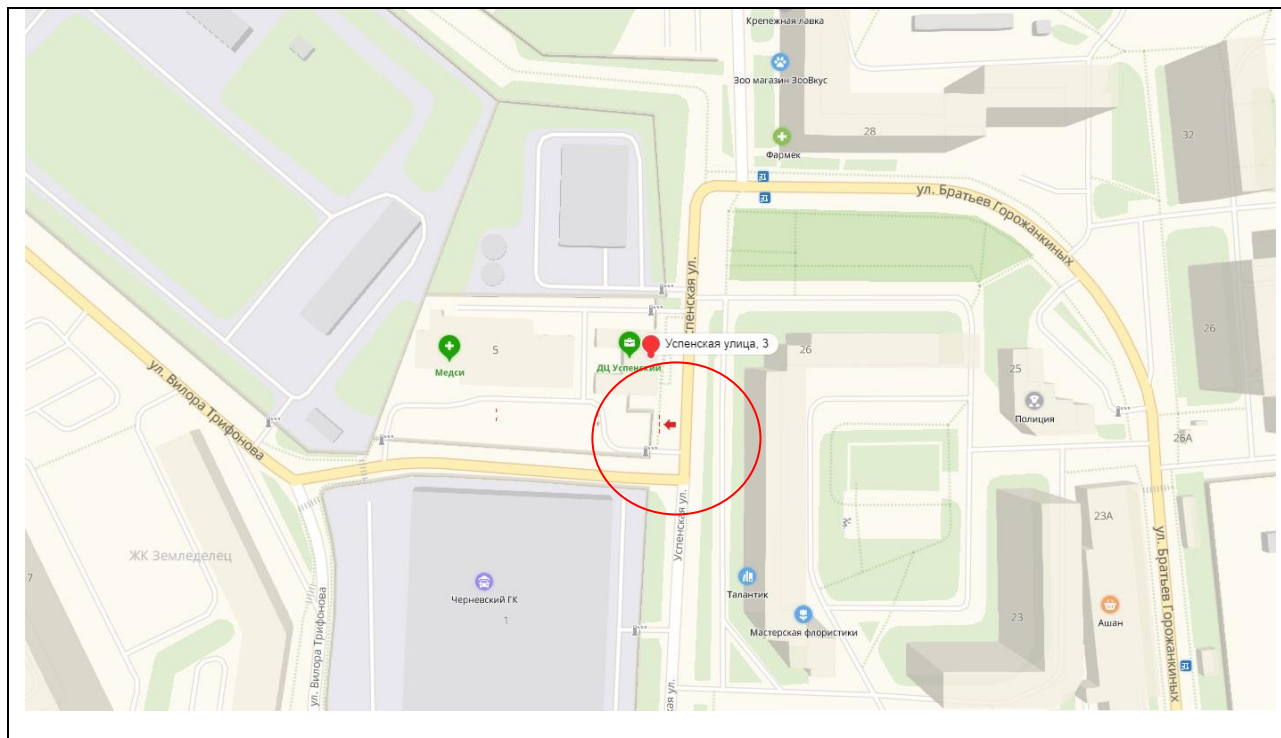 Крепежная лавка
Зоо магазин ЗооВкус
28
32
Фармек
ул. Братьев Горожанкиных
Успенская ул.
Успенская улица, 3
5
26
26
Медси
ДЦ Успенский
25
ул. Вилора Трифонова
Полиция
26А
23А
Успенская ул.
ЖК Земледелец
7
Черневский ГК
1
Талантик
Мастерская флористики
23
Ашан
ул. Братьев Горожанкиных
ул. Вилора Трифонова
кая ул.